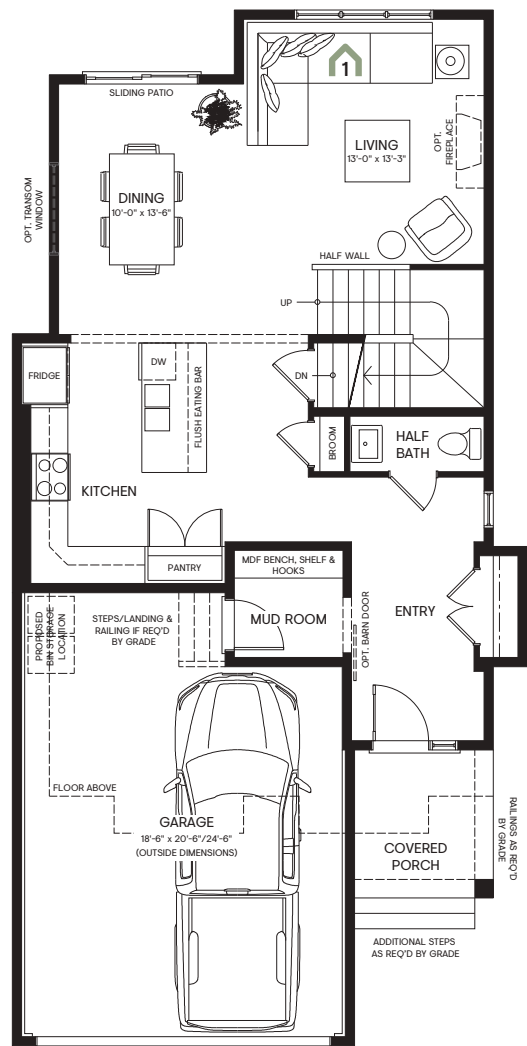 1
SLIDING PATIO
LIVING
13'-0" x 13'-3"
OPT.
FIREPLACE
DINING
10'-0" x 13'-6"
OPT. TRANSOM
WINDOW
HALF WALL
UP
DN
FRIDGE
DW
FLUSH EATING BAR
BROOM
HALF
BATH
KITCHEN
PANTRY
MDF BENCH, SHELF &
HOOKS
MUD ROOM
OPT. BARN DOOR
ENTRY
PROPOSED
BIN STORAGE
LOCATION
STEPS/LANDING &
RAILING IF REQ'D
BY GRADE
FLOOR ABOVE
GARAGE
18'-6" x 20'-6"/24'-6"
(OUTSIDE DIMENSIONS)
COVERED
PORCH
RAILINGS AS REQ'D
BY GRADE
ADDITIONAL STEPS
AS REQ'D BY GRADE